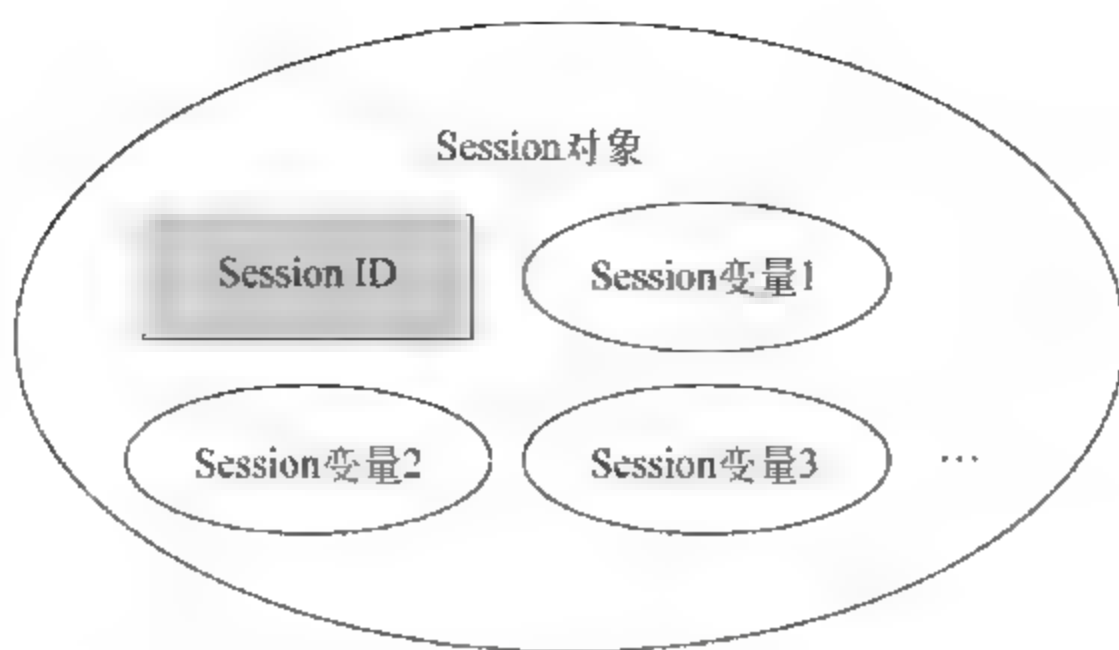 Session对象
Session ID
Session变量1
Session变量2
Session变量3
…